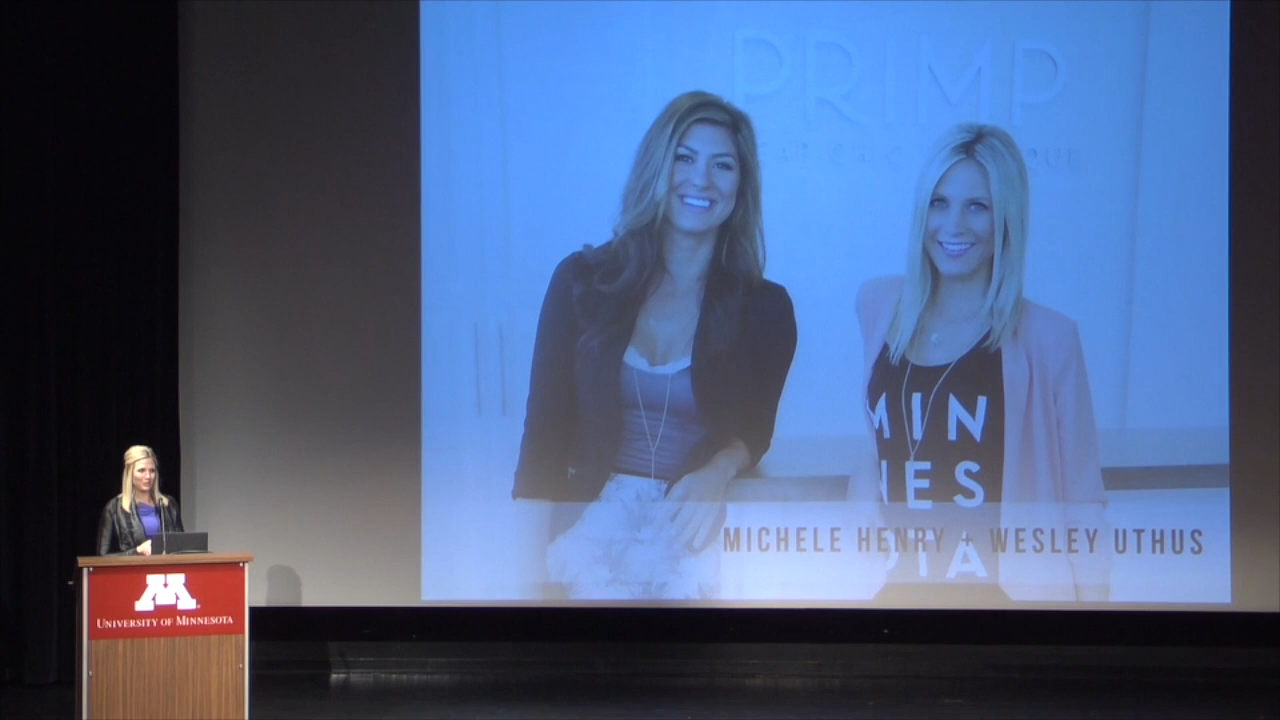 PRIMP
MICHELE HENRY + WESLEY UTHUS
MIN
NES
M
UNIVERSITY OF MINNESOTA